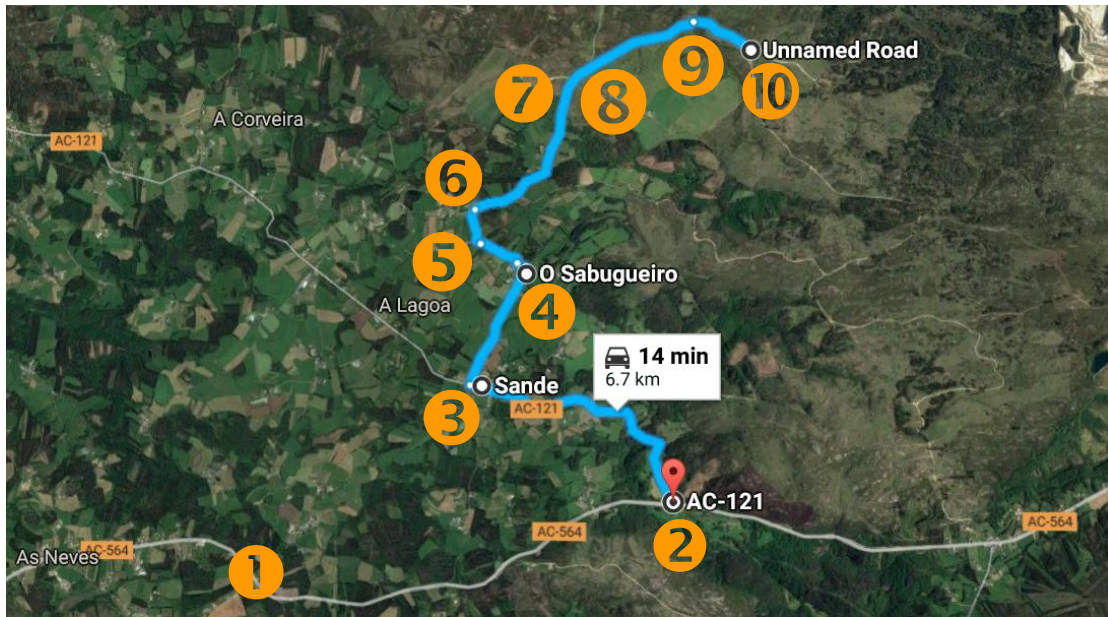 Unnamed Road
9
7
8
10
A Corveira
AC-121
6
5
O Sabugueiro
A Lagoa
4
14 min
6.7 km
Sande
AC-121
3
AC-121
AC-564
AC-564
2
As Neves
AC-564
1